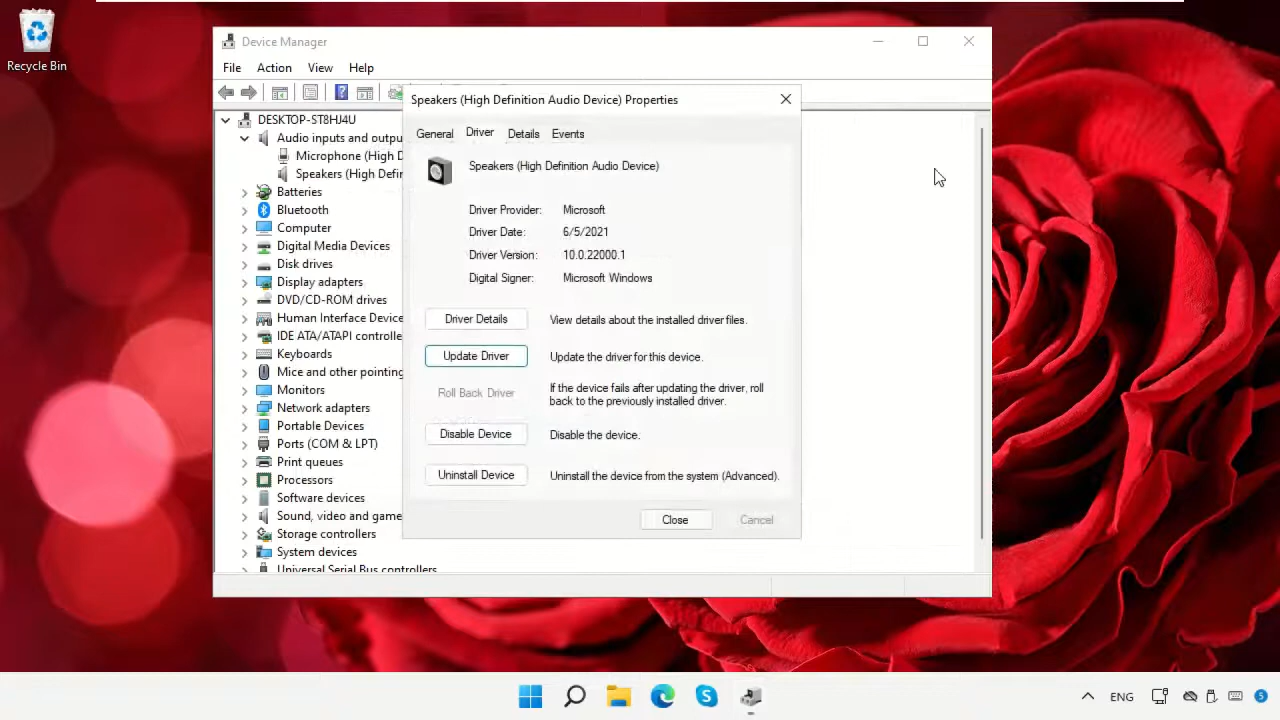 Recycle Bin
Device Manager
File Action View Help
DESKTOP-ST8HJ4U
Audio inputs and outpu
Microphone (High D
Speakers (High Defin
Batteries
Bluetooth
Computer
Digital Media Devices
Disk drives
Display adapters
DVD/CD-ROM drives
Human Interface Device
IDE ATA/ATAPI controlle
Keyboards
Mice and other pointing
Monitors
Network adapters
Portable Devices
Ports (COM & LPT)
Print queues
Processors
Software devices
Sound, video and game
Storage controllers
System devices
Universal Serial Bus controllers
Speakers (High Definition Audio Device) Properties
General Driver Details Events
Speakers (High Definition Audio Device)
Driver Provider: Microsoft
Driver Date: 6/5/2021
Driver Version: 10.0.22000.1
Digital Signer: Microsoft Windows
Driver Details View details about the installed driver files.
Update Driver Update the driver for this device.
Roll Back Driver If the device fails after updating the driver, roll
back to the previously installed driver.
Disable Device Disable the device.
Uninstall Device Uninstall the device from the system (Advanced).
Close Cancel
ENG 5